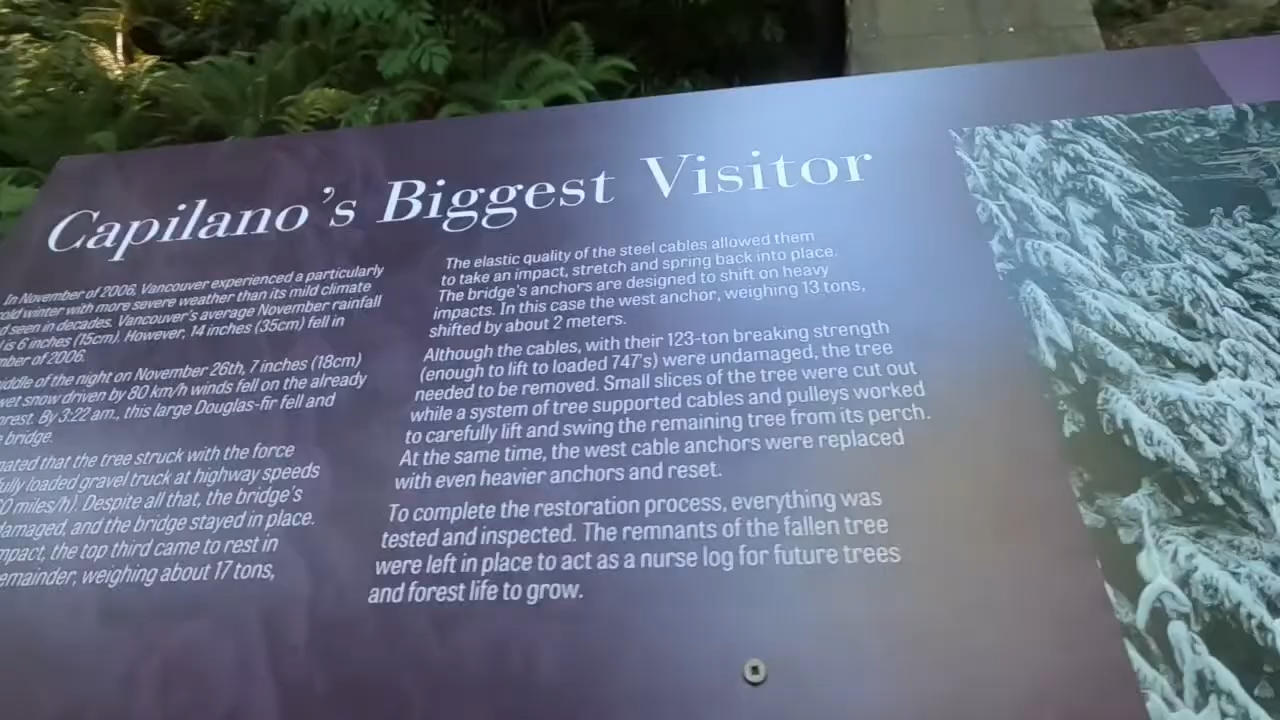 Capilano's Biggest Visitor
In November of 2006, Vancouver experienced a particularly
cold winter with more severe weather than its mild climate
d seen in decades. Vancouver's average November rainfall
l is 6 inches (15cm). However, 14 inches (35cm) fell in
mber of 2006.
iddle of the night on November 26th, 7 inches (18cm)
wet snow driven by 80 km/h winds fell on the already
orest. By 3:22 am., this large Douglas-fir fell and
bridge.
nated that the tree struck with the force
fully loaded gravel truck at highway speeds
0 miles/h). Despite all that, the bridge's
damaged, and the bridge stayed in place.
mpact, the top third came to rest in
emainder, weighing about 17 tons,
The elastic quality of the steel cables allowed them
to take an impact, stretch and spring back into place.
The bridge's anchors are designed to shift on heavy
impacts. In this case the west anchor, weighing 13 tons,
shifted by about 2 meters.
Although the cables, with their 123-ton breaking strength
(enough to lift to loaded 747's) were undamaged, the tree
needed to be removed. Small slices of the tree were cut out
while a system of tree supported cables and pulleys worked
to carefully lift and swing the remaining tree from its perch.
At the same time, the west cable anchors were replaced
with even heavier anchors and reset.
To complete the restoration process, everything was
tested and inspected. The remnants of the fallen tree
were left in place to act as a nurse log for future trees
and forest life to grow.